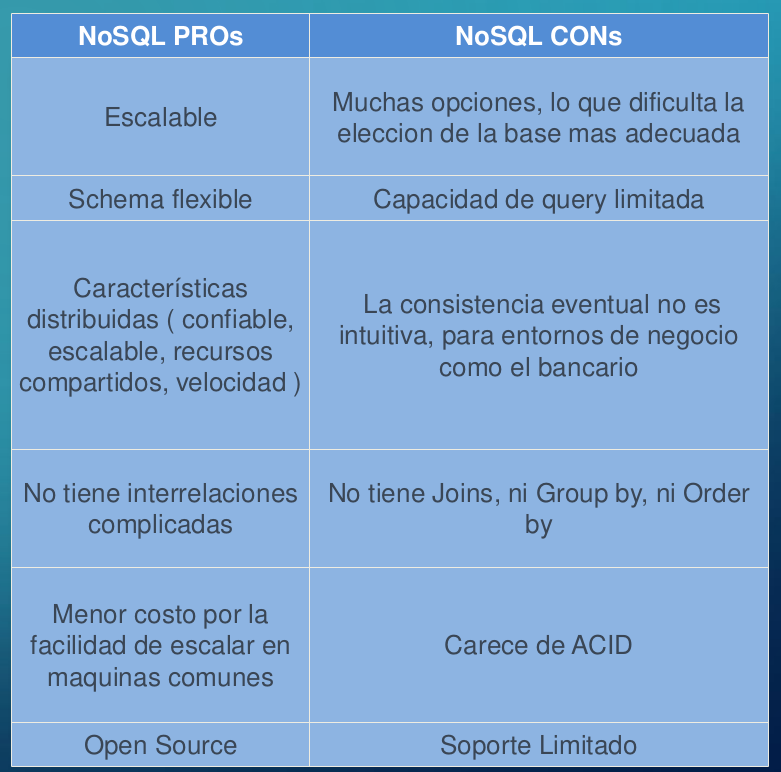 NoSQL PROs
NoSQL CONs
Escalable
Muchas opciones, lo que dificulta la
eleccion de la base mas adecuada
Schema flexible
Capacidad de query limitada
Características
distribuidas ( confiable,
escalable, recursos
compartidos, velocidad )
La consistencia eventual no es
intuitiva, para entornos de negocio
como el bancario
No tiene interrelaciones
complicadas
No tiene Joins, ni Group by, ni Order
by
Menor costo por la
facilidad de escalar en
maquinas comunes
Carece de ACID
Open Source
Soporte Limitado